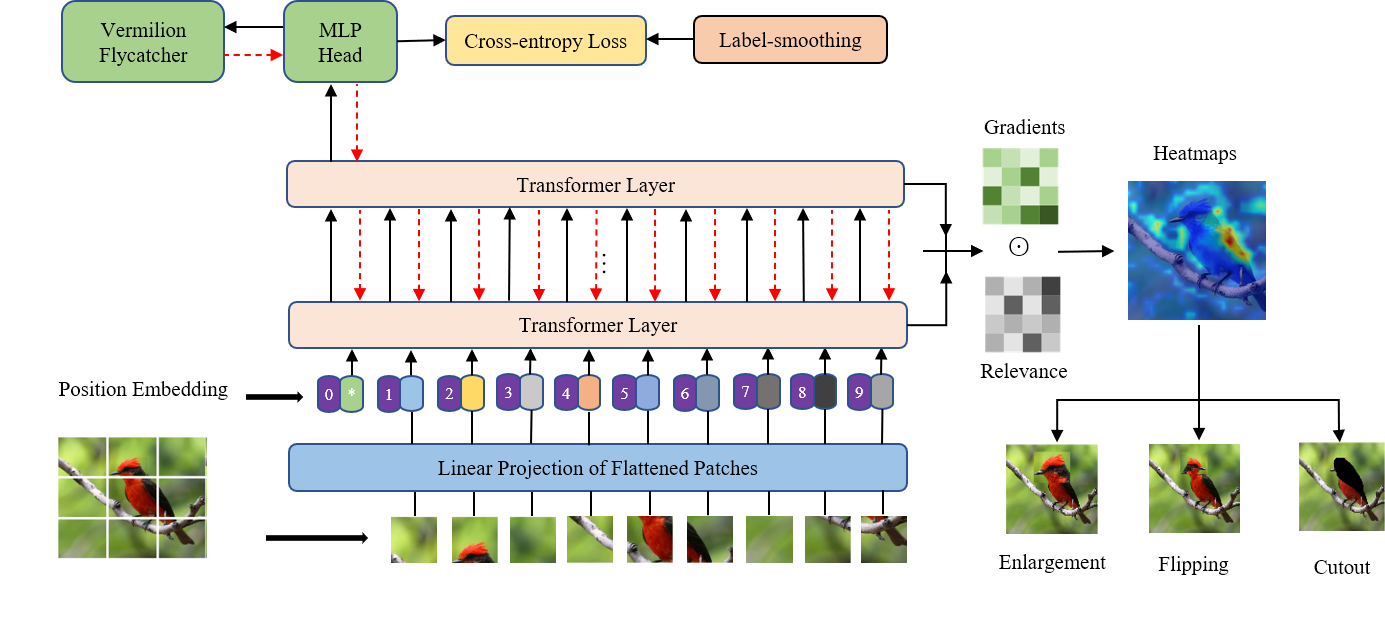 Vermilion
Flycatcher
MLP
Head
Cross-entropy Loss
Label-smoothing
Gradients
Heatmaps
Transformer Layer
⊙
⋮
Transformer Layer
Relevance
Position Embedding
0 * 1 2 3 4 5 6 7 8 9
Linear Projection of Flattened Patches
Enlargement
Flipping
Cutout